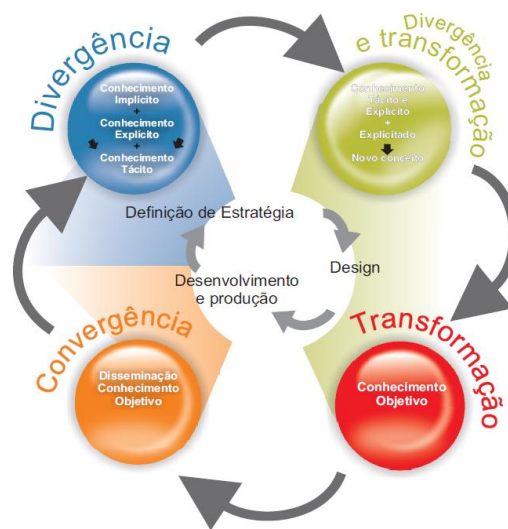 Divergência
Conhecimento
Implícito
+
Conhecimento
Explícito
+
Conhecimento
Tácito
Divergência
e transformação
Conhecimento
Tácito e
Explicito
+
Explicitado
Novo conceito
Definição de Estratégia
Design
Desenvolvimento
e produção
Convergência
Disseminação
Conhecimento
Objetivo
Transformação
Conhecimento
Objetivo